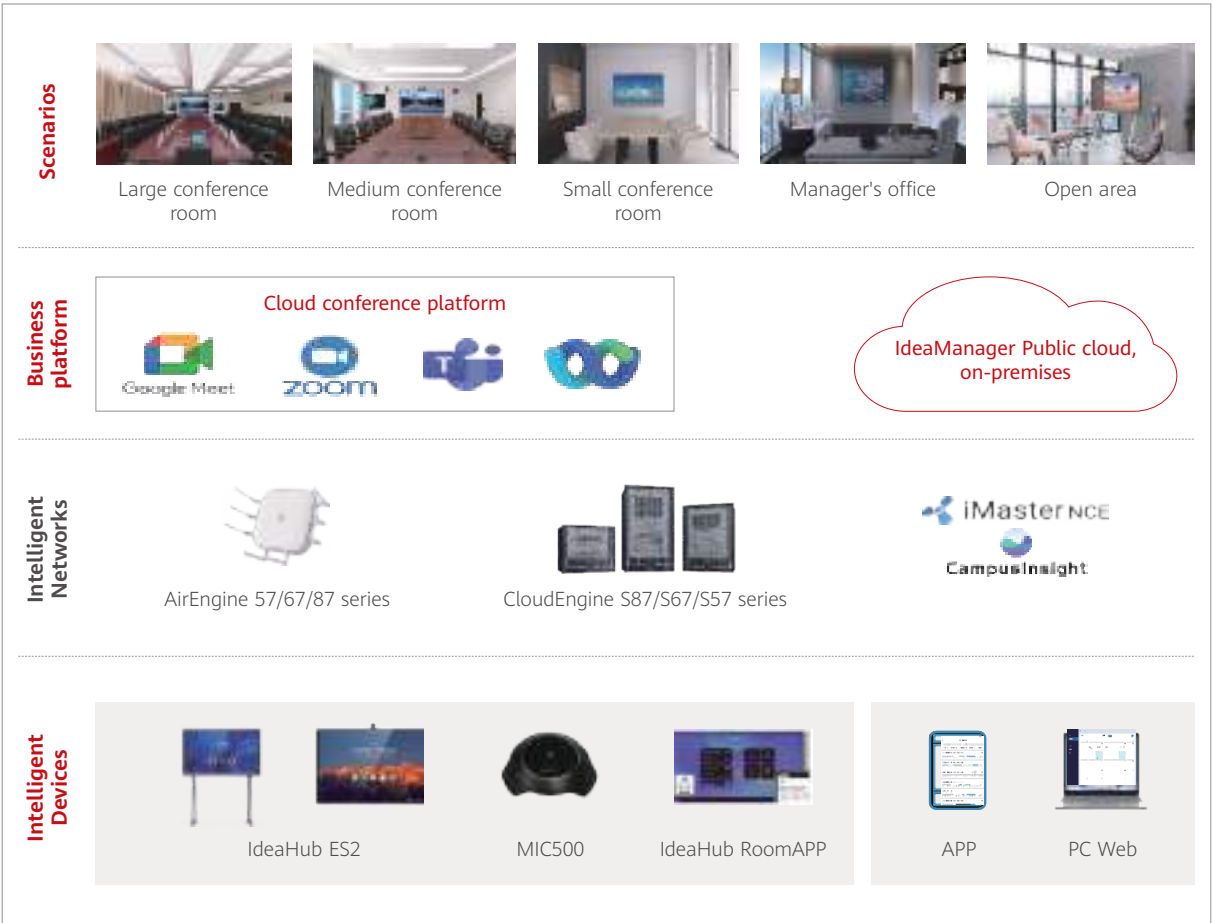 Scenarios
Large conference
room
Medium conference
room
Small conference
room
Manager's office
Open area
Business
platform
Cloud conference platform
Google Meet
zoom
T
IdeaManager Public cloud,
on-premises
Intelligent
Networks
AirEngine 57/67/87 series
CloudEngine S87/S67/S57 series
iMaster NCE
CampusInsight
Intelligent
Devices
IdeaHub ES2
MIC500
IdeaHub RoomAPP
APP
PC Web